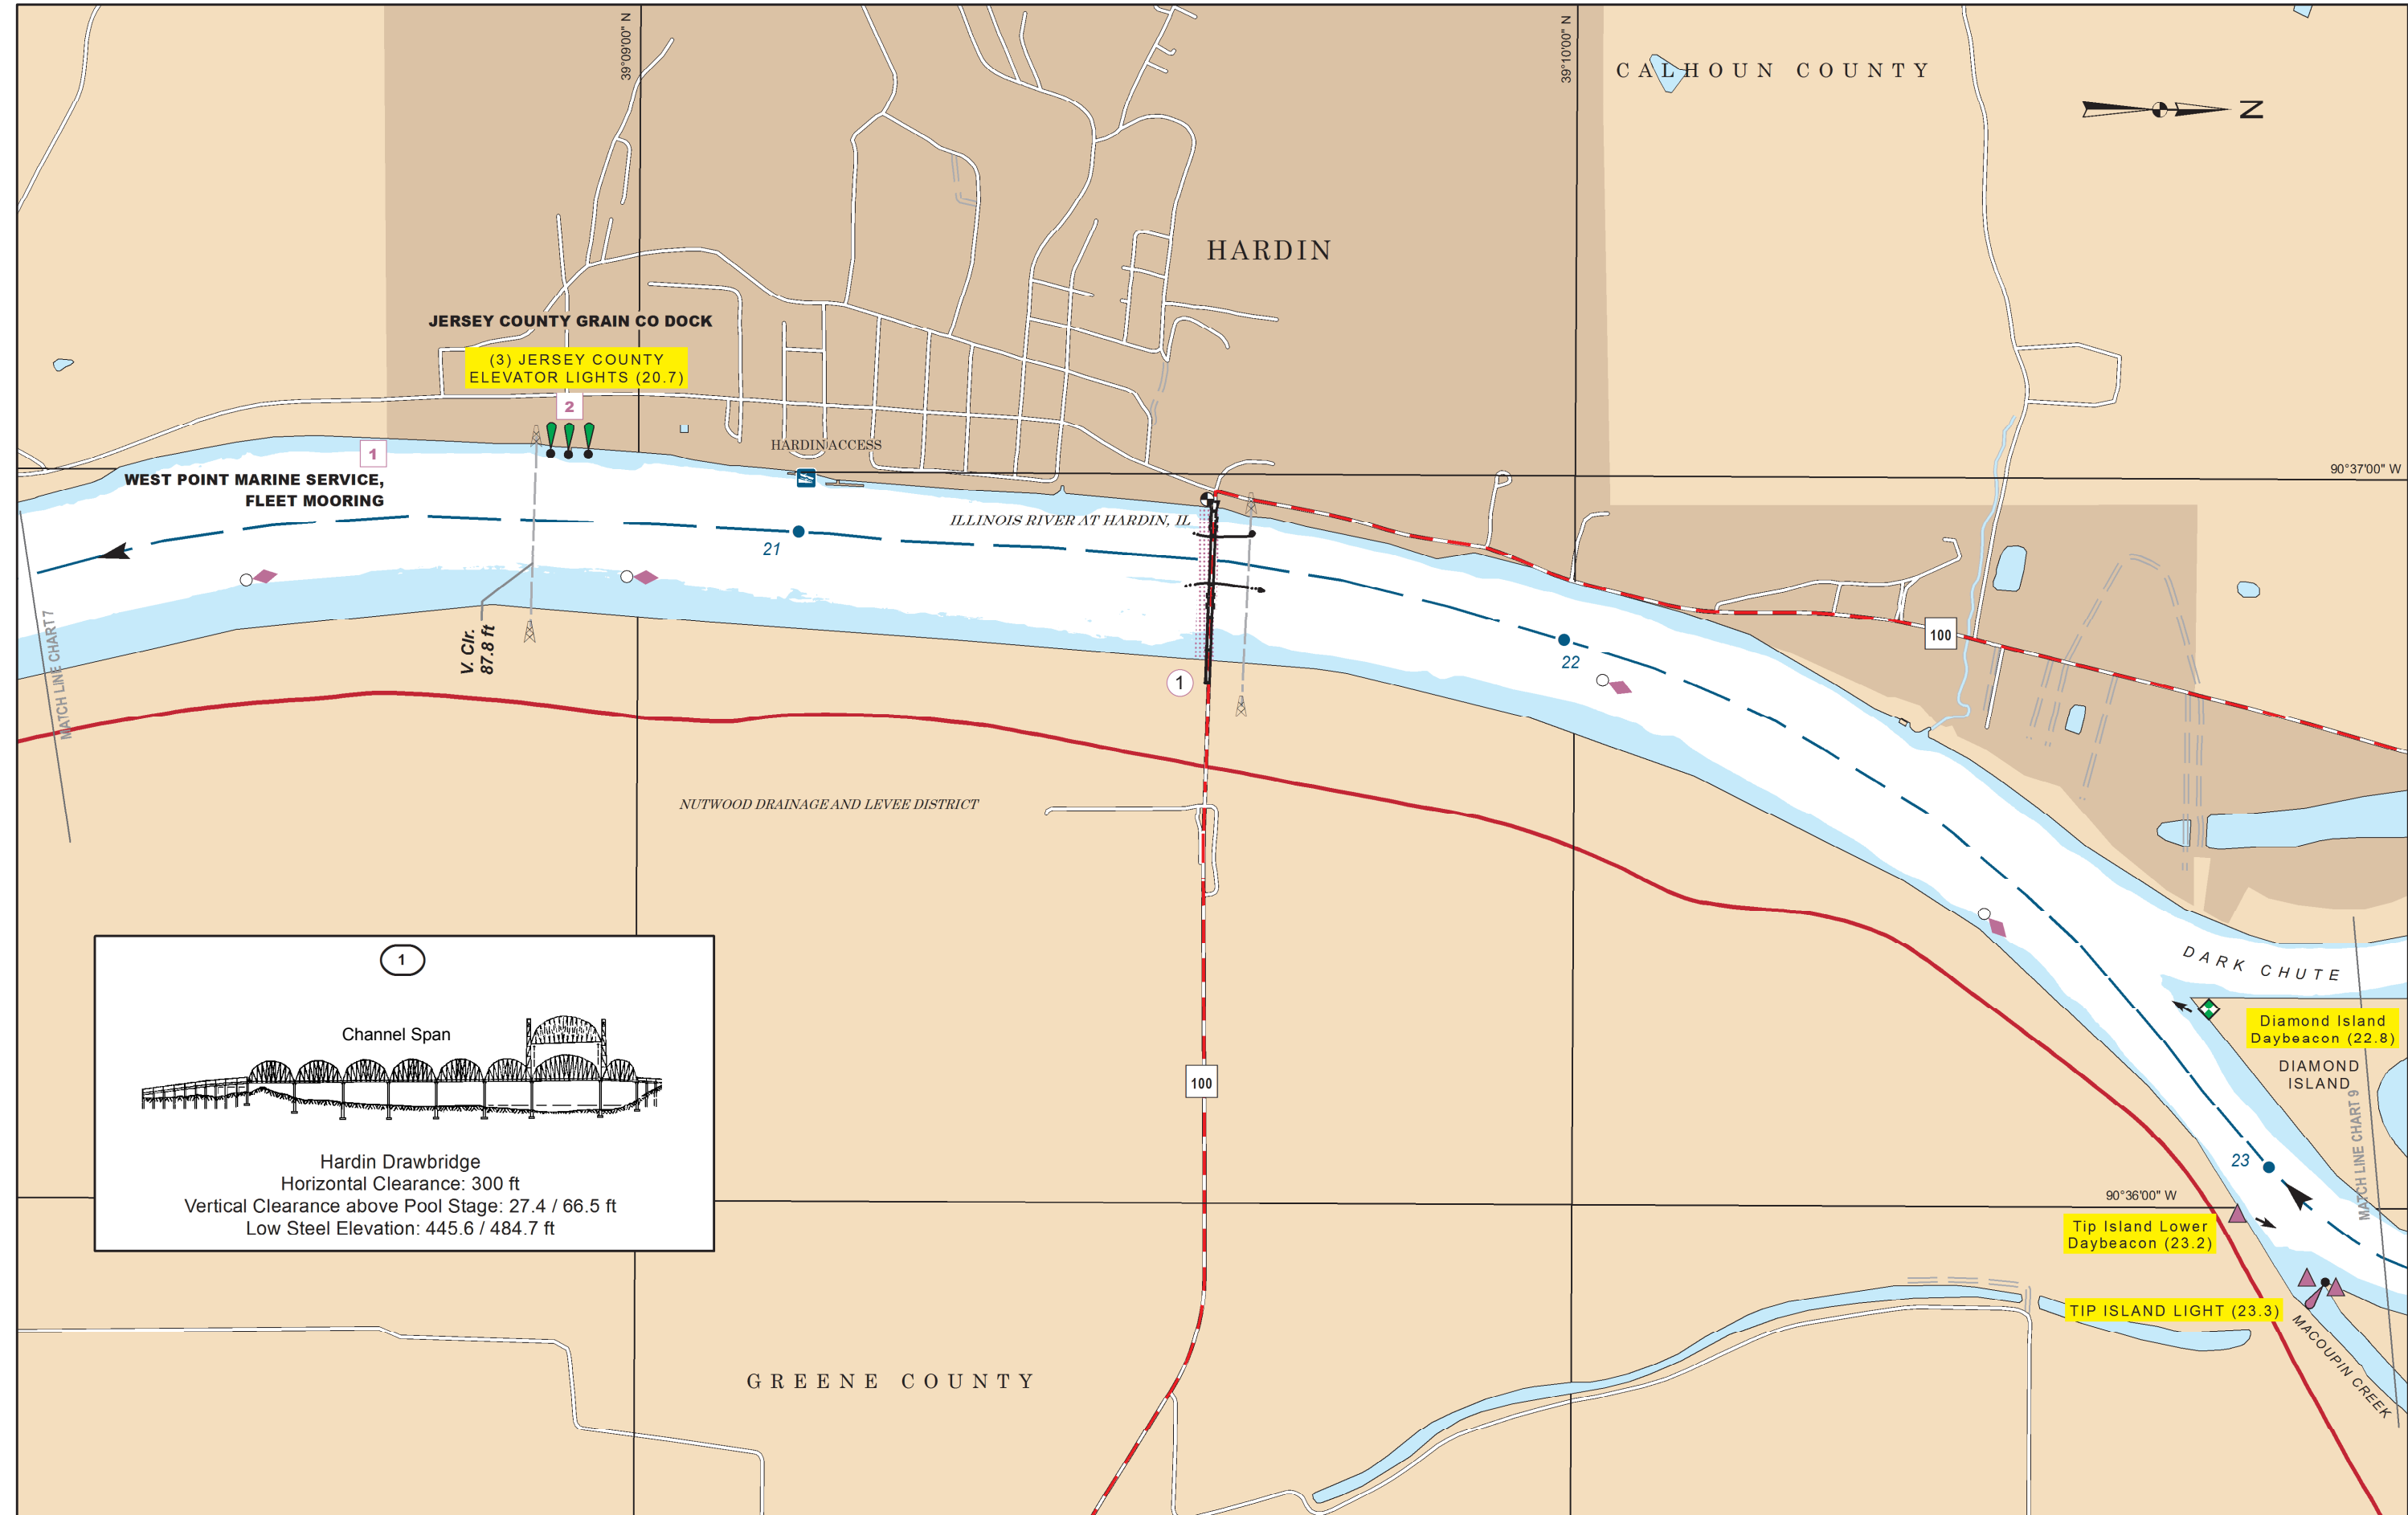 39°09'00" N
39°10'00" N
CALHOUN COUNTY
N
HARDIN
JERSEY COUNTY GRAIN CO DOCK
(3) JERSEY COUNTY
ELEVATOR LIGHTS (20.7)
2
HARDIN ACCESS
1
WEST POINT MARINE SERVICE,
FLEET MOORING
90°37'00" W
ILLINOIS RIVER AT HARDIN, IL
21
22
100
MATCH LINE CHART 7
V. Clr.
87.8 ft
1
NUTWOOD DRAINAGE AND LEVEE DISTRICT
1
Channel Span
Hardin Drawbridge
Horizontal Clearance: 300 ft
Vertical Clearance above Pool Stage: 27.4 / 66.5 ft
Low Steel Elevation: 445.6 / 484.7 ft
100
DARK CHUTE
Diamond Island
Daybeacon (22.8)
DIAMOND
ISLAND
MATCH LINE CHART 9
23
90°36'00" W
Tip Island Lower
Daybeacon (23.2)
TIP ISLAND LIGHT (23.3)
MACOUPIN CREEK
GREENE COUNTY